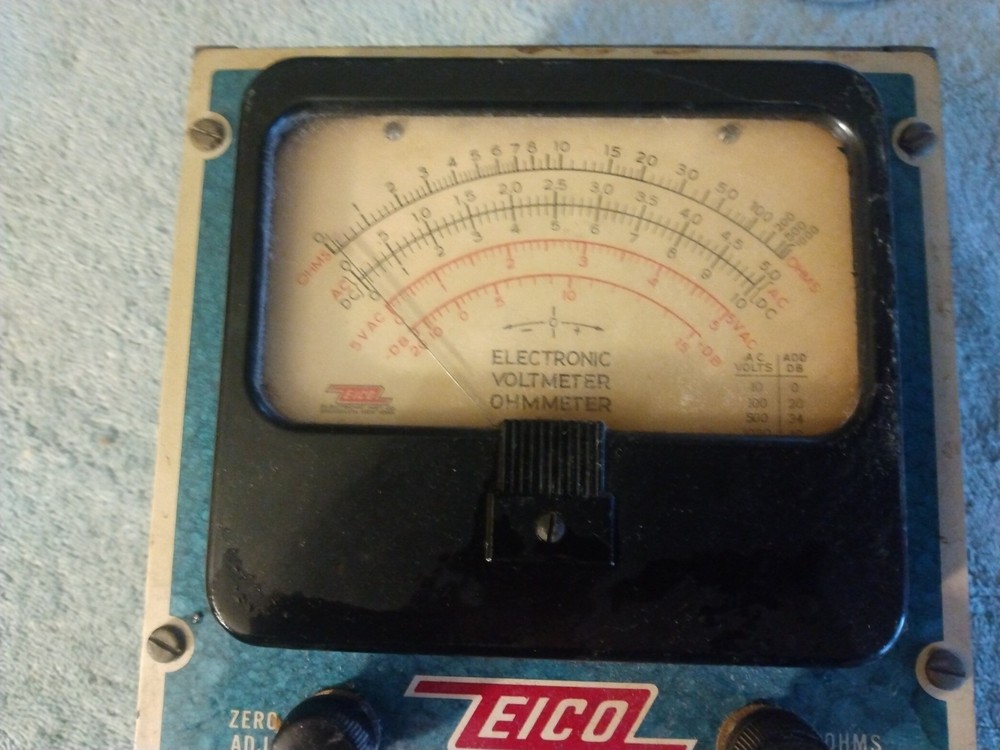 0 1 2 3 4 5 6 7 8 10 15 20 30 50 100 200 500 1000
OHMS OHMS
0 .5 1.0 1.5 2.0 2.5 3.0 3.5 4.0 4.5 5.0
AC AC
DC DC
0 1 2 3 4 5 6 7 8 9 10
5VAC 0 1 2 3 4 5 5VAC
-DB 20 10 0 5 10 15 -DB
- 0 +
ELECTRONIC
VOLTMETER
OHMMETER
EICO
AC ADD
VOLTS DB
10 0
100 20
500 34
EICO
ZERO
ADJ
OHMS